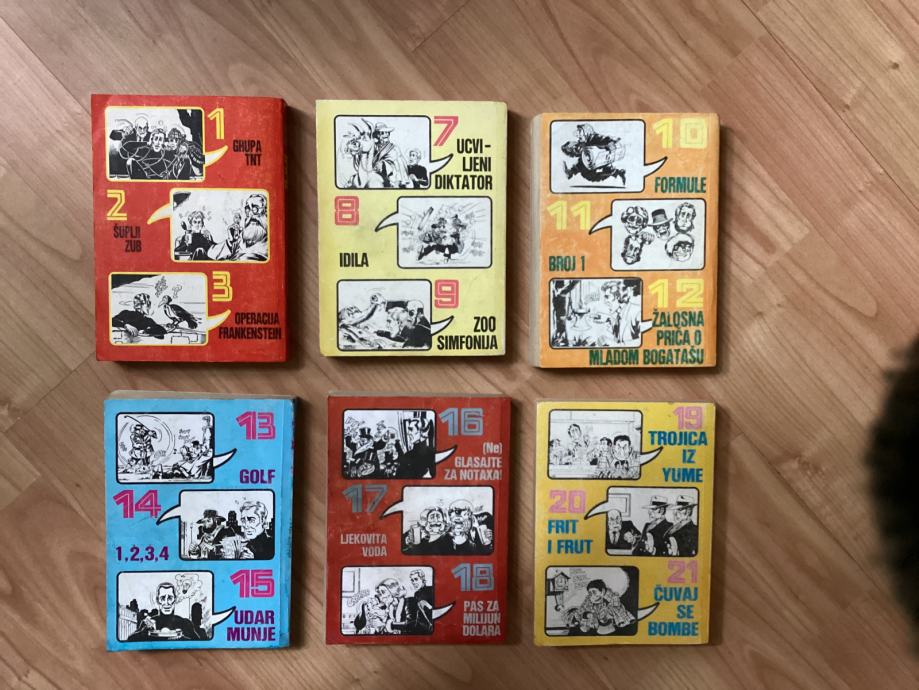 1
GRUPA
TNT
2
ŠUPLJI
ZUB
3
OPERACIJA
FRANKENSTEIN
7
UCVI-
LJENI
DIKTATOR
8
IDILA
9
ZOO
SIMFONIJA
10
FORMULE
11
BROJ 1
12
ŽALOSNA
PRIČA O
MLADOM BOGATAŠU
13
GOLF
14
1,2,3,4
15
UDAR
MUNJE
16
(Ne)
GLASAJTE
ZA NOTAXA!
17
LJEKOVITA
VODA
18
PAS ZA
MILIJUN
DOLARA
19
TROJICA
IZ
YUME
20
FRIT
I FRUT
21
ČUVAJ
SE
BOMBE